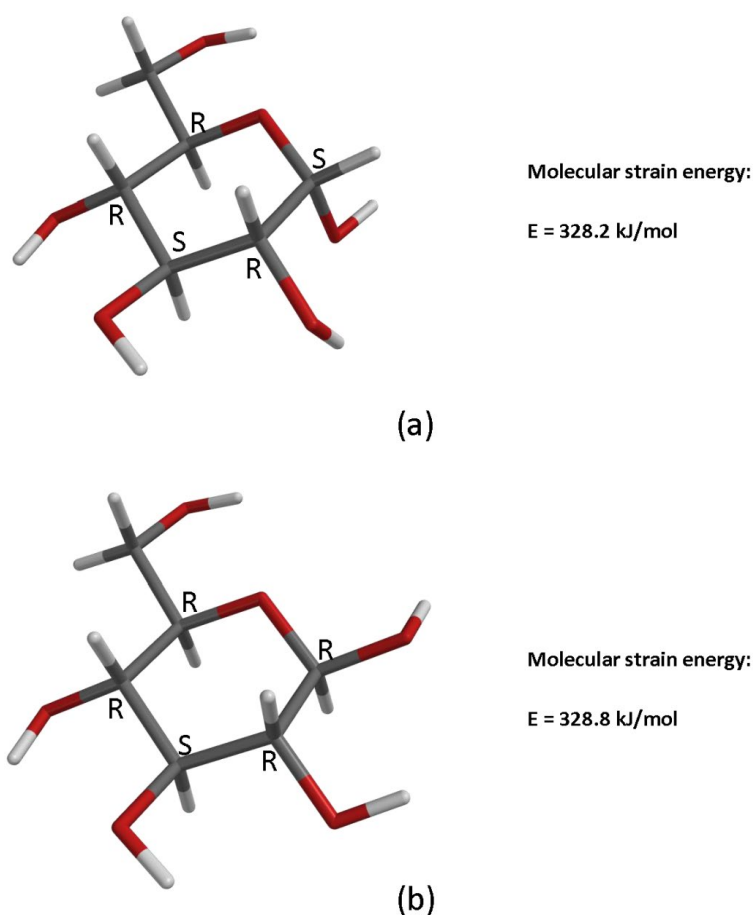 R
S
Molecular strain energy:
R
S
R
E = 328.2 kJ/mol
(a)
R
R
Molecular strain energy:
R
S
R
E = 328.8 kJ/mol
(b)